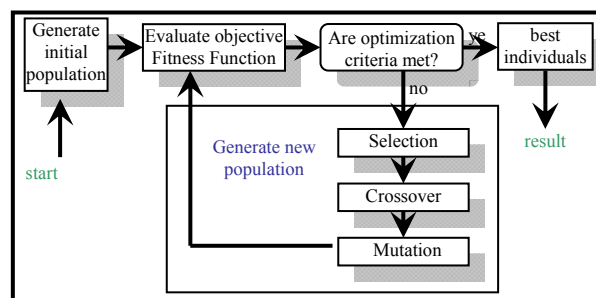 Generate
initial
population
Evaluate objective
Fitness Function
Are optimization
criteria met?
ye
best
individuals
no
start
Generate new
population
Selection
Crossover
Mutation
result